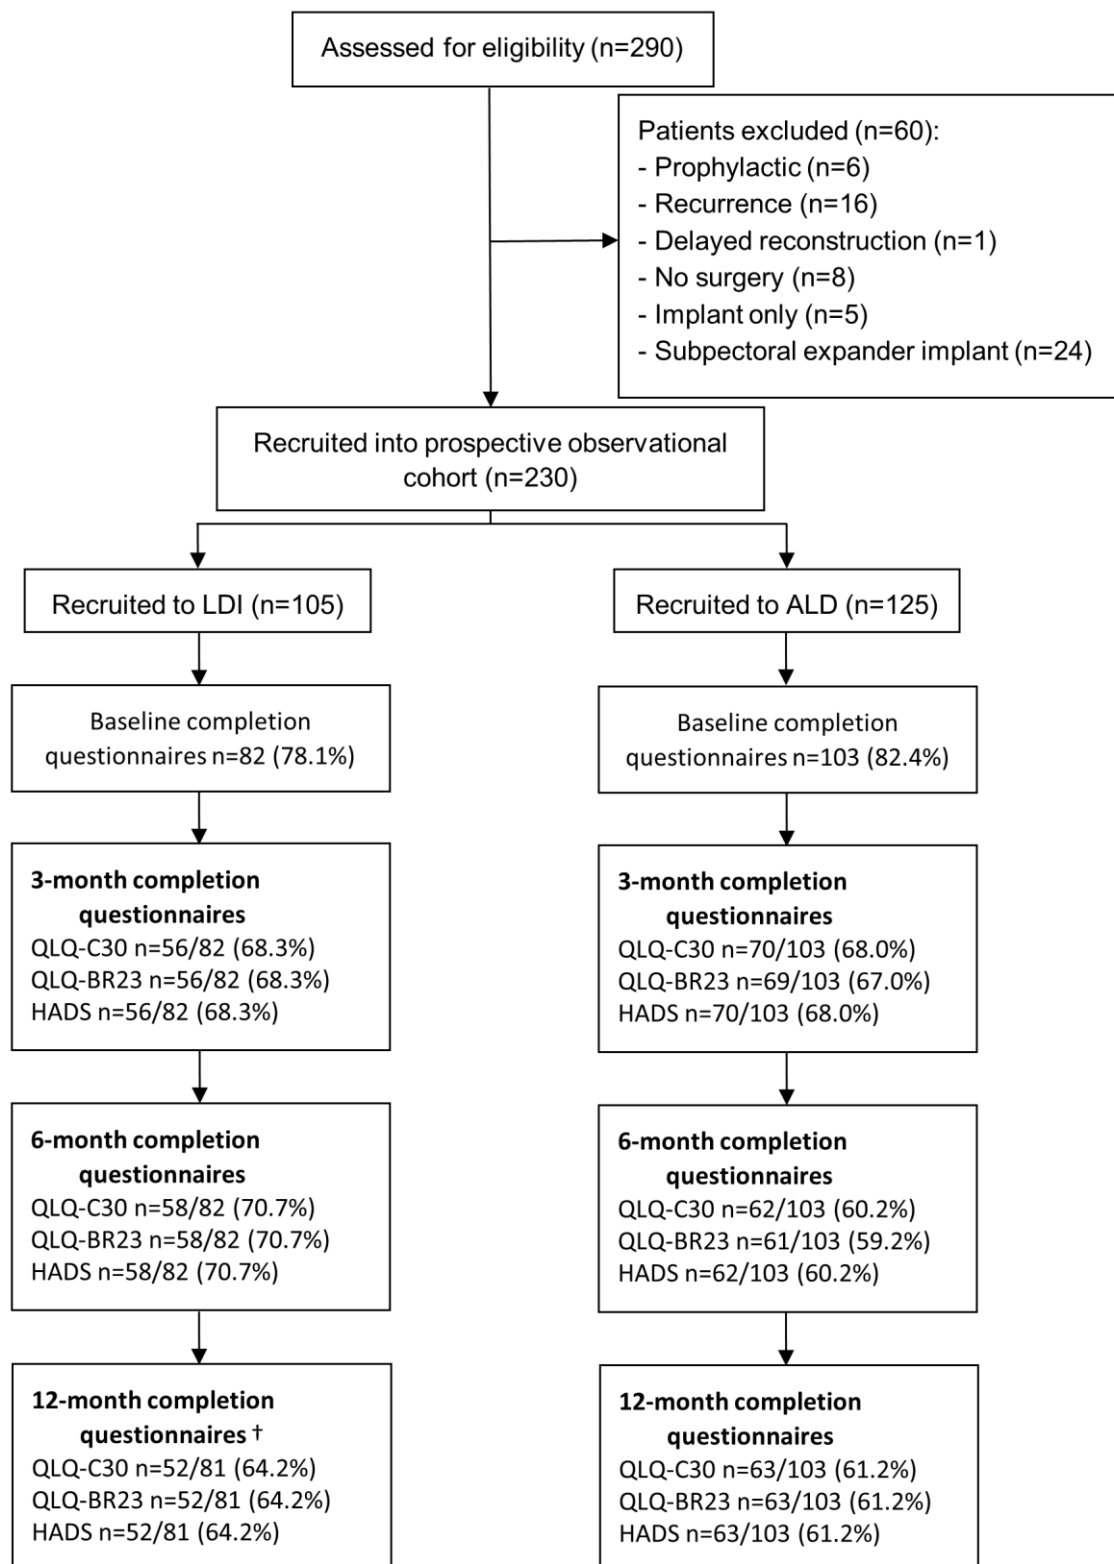 Assessed for eligibility (n=290)
Patients excluded (n=60):
- Prophylactic (n=6)
- Recurrence (n=16)
- Delayed reconstruction (n=1)
- No surgery (n=8)
- Implant only (n=5)
- Subpectoral expander implant (n=24)
Recruited into prospective observational
cohort (n=230)
Recruited to LDI (n=105)
Recruited to ALD (n=125)
Baseline completion
questionnaires n=82 (78.1%)
Baseline completion
questionnaires n=103 (82.4%)
3-month completion
questionnaires
QLQ-C30 n=56/82 (68.3%)
QLQ-BR23 n=56/82 (68.3%)
HADS n=56/82 (68.3%)
3-month completion
questionnaires
QLQ-C30 n=70/103 (68.0%)
QLQ-BR23 n=69/103 (67.0%)
HADS n=70/103 (68.0%)
6-month completion
questionnaires
QLQ-C30 n=58/82 (70.7%)
QLQ-BR23 n=58/82 (70.7%)
HADS n=58/82 (70.7%)
6-month completion
questionnaires
QLQ-C30 n=62/103 (60.2%)
QLQ-BR23 n=61/103 (59.2%)
HADS n=62/103 (60.2%)
12-month completion
questionnaires †
QLQ-C30 n=52/81 (64.2%)
QLQ-BR23 n=52/81 (64.2%)
HADS n=52/81 (64.2%)
12-month completion
questionnaires
QLQ-C30 n=63/103 (61.2%)
QLQ-BR23 n=63/103 (61.2%)
HADS n=63/103 (61.2%)